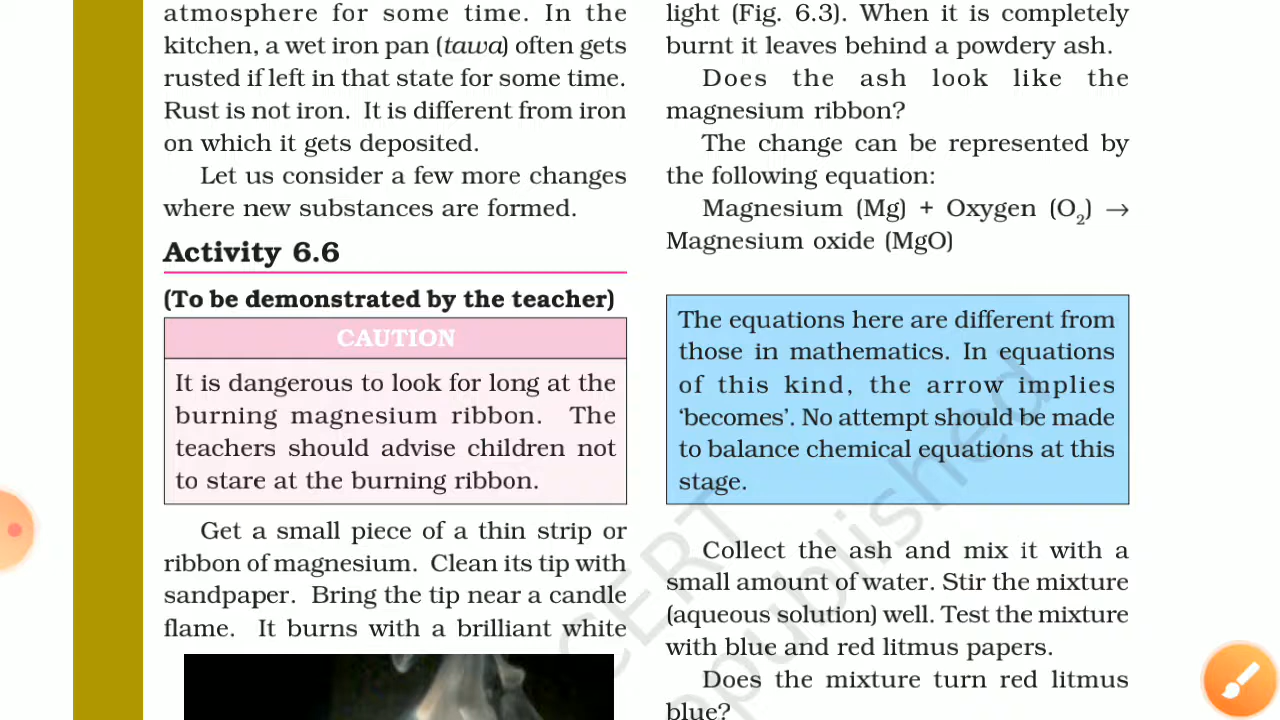 atmosphere for some time. In the
kitchen, a wet iron pan (tawa) often gets
rusted if left in that state for some time.
Rust is not iron. It is different from iron
on which it gets deposited.
Let us consider a few more changes
where new substances are formed.
Activity 6.6
(To be demonstrated by the teacher)
CAUTION
It is dangerous to look for long at the
burning magnesium ribbon. The
teachers should advise children not
to stare at the burning ribbon.
Get a small piece of a thin strip or
ribbon of magnesium. Clean its tip with
sandpaper. Bring the tip near a candle
flame. It burns with a brilliant white
light (Fig. 6.3). When it is completely
burnt it leaves behind a powdery ash.
Does the ash look like the
magnesium ribbon?
The change can be represented by
the following equation:
Magnesium (Mg) + Oxygen (O₂) →
Magnesium oxide (MgO)
The equations here are different from
those in mathematics. In equations
of this kind, the arrow implies
‘becomes’. No attempt should be made
to balance chemical equations at this
stage.
Collect the ash and mix it with a
small amount of water. Stir the mixture
(aqueous solution) well. Test the mixture
with blue and red litmus papers.
Does the mixture turn red litmus
blue?